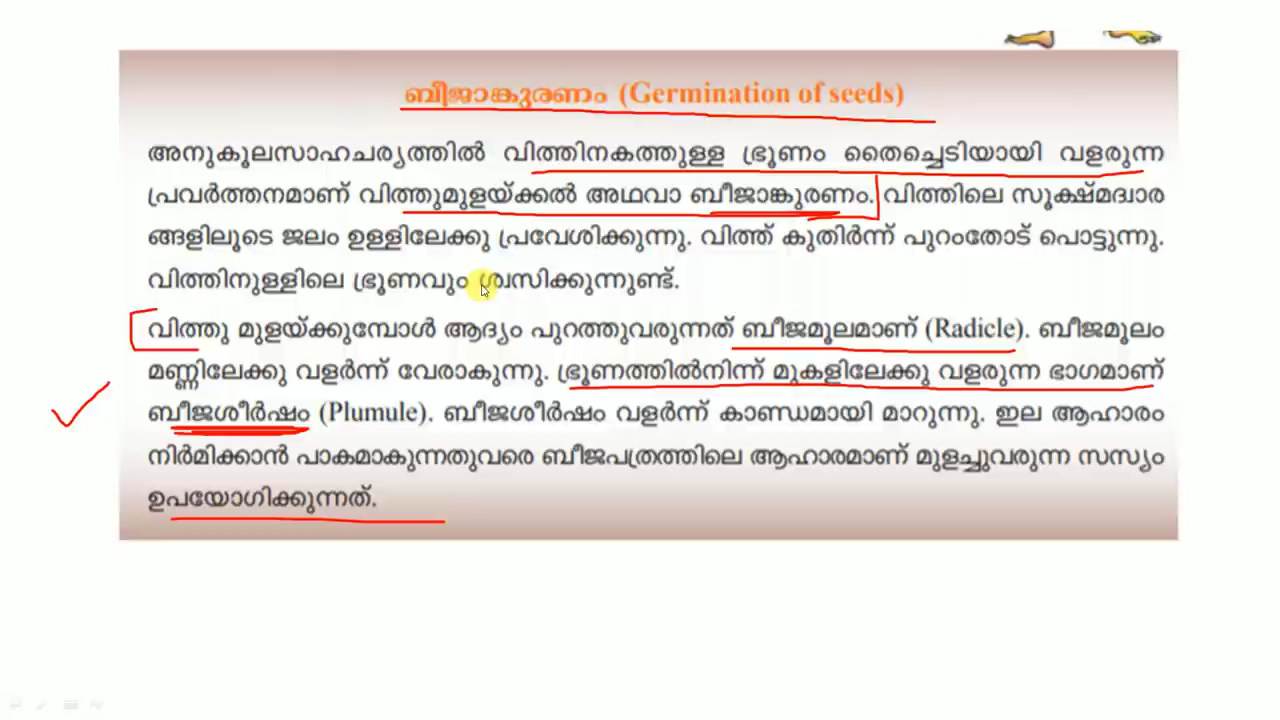 ബീജാങ്കുരണം (Germination of seeds)
അനുകൂലസാഹചര്യത്തിൽ വിത്തിനകത്തുള്ള ഭ്രൂണം തൈച്ചെടിയായി വളരുന്ന
പ്രവർത്തനമാണ് വിത്തുമുളയ്ക്കൽ അഥവാ ബീജാങ്കുരണം. വിത്തിലെ സൂക്ഷ്മദ്വാര
ങ്ങളിലൂടെ ജലം ഉള്ളിലേക്കു പ്രവേശിക്കുന്നു. വിത്ത് കുതിർന്ന് പുറംതോട് പൊട്ടുന്നു.
വിത്തിനുള്ളിലെ ഭ്രൂണവും ശ്വസിക്കുന്നുണ്ട്.
വിത്തു മുളയ്ക്കുമ്പോൾ ആദ്യം പുറത്തുവരുന്നത് ബീജമൂലമാണ് (Radicle). ബീജമൂലം
മണ്ണിലേക്കു വളർന്ന് വേരാകുന്നു. ഭ്രൂണത്തിൽനിന്ന് മുകളിലേക്കു വളരുന്ന ഭാഗമാണ്
ബീജശീർഷം (Plumule). ബീജശീർഷം വളർന്ന് കാണ്ഡമായി മാറുന്നു. ഇല ആഹാരം
നിർമിക്കാൻ പാകമാകുന്നതുവരെ ബീജപത്രത്തിലെ ആഹാരമാണ് മുളച്ചുവരുന്ന സസ്യം
ഉപയോഗിക്കുന്നത്.